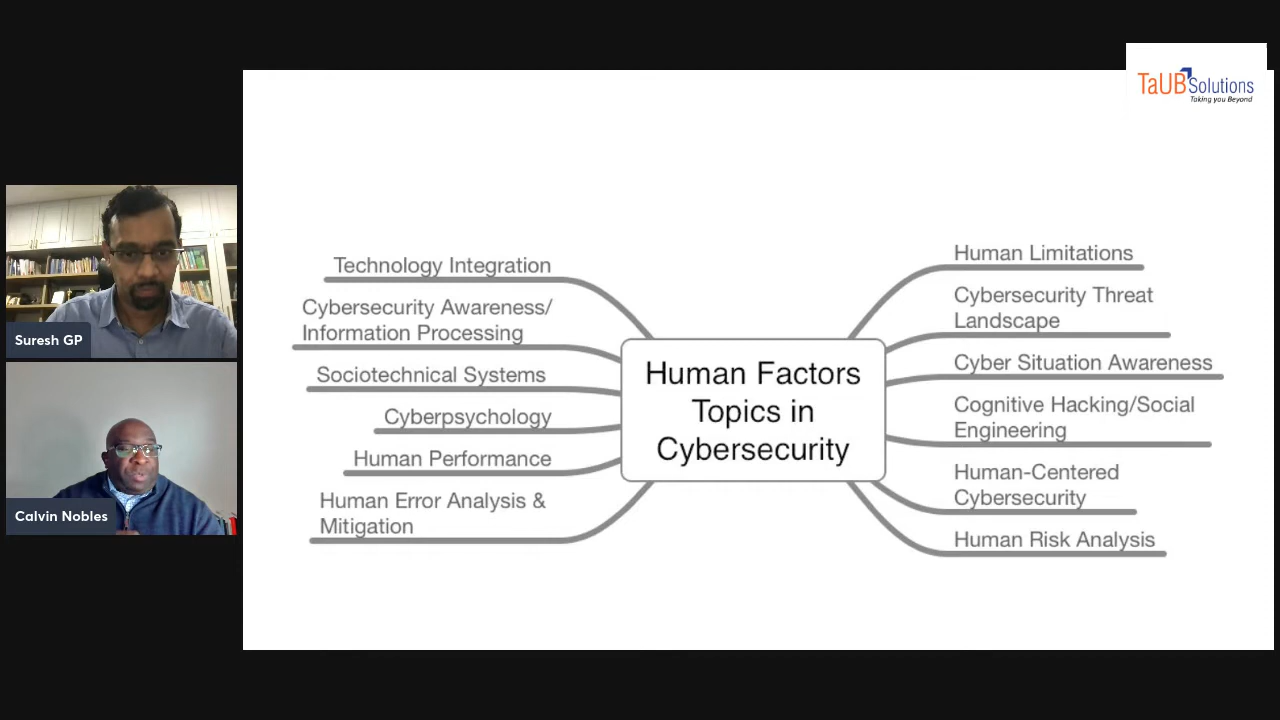 TaUB Solutions
Taking you Beyond
Suresh GP
Calvin Nobles
Technology Integration
Cybersecurity Awareness/
Information Processing
Sociotechnical Systems
Cyberpsychology
Human Performance
Human Error Analysis &
Mitigation
Human Factors
Topics in
Cybersecurity
Human Limitations
Cybersecurity Threat
Landscape
Cyber Situation Awareness
Cognitive Hacking/Social
Engineering
Human-Centered
Cybersecurity
Human Risk Analysis